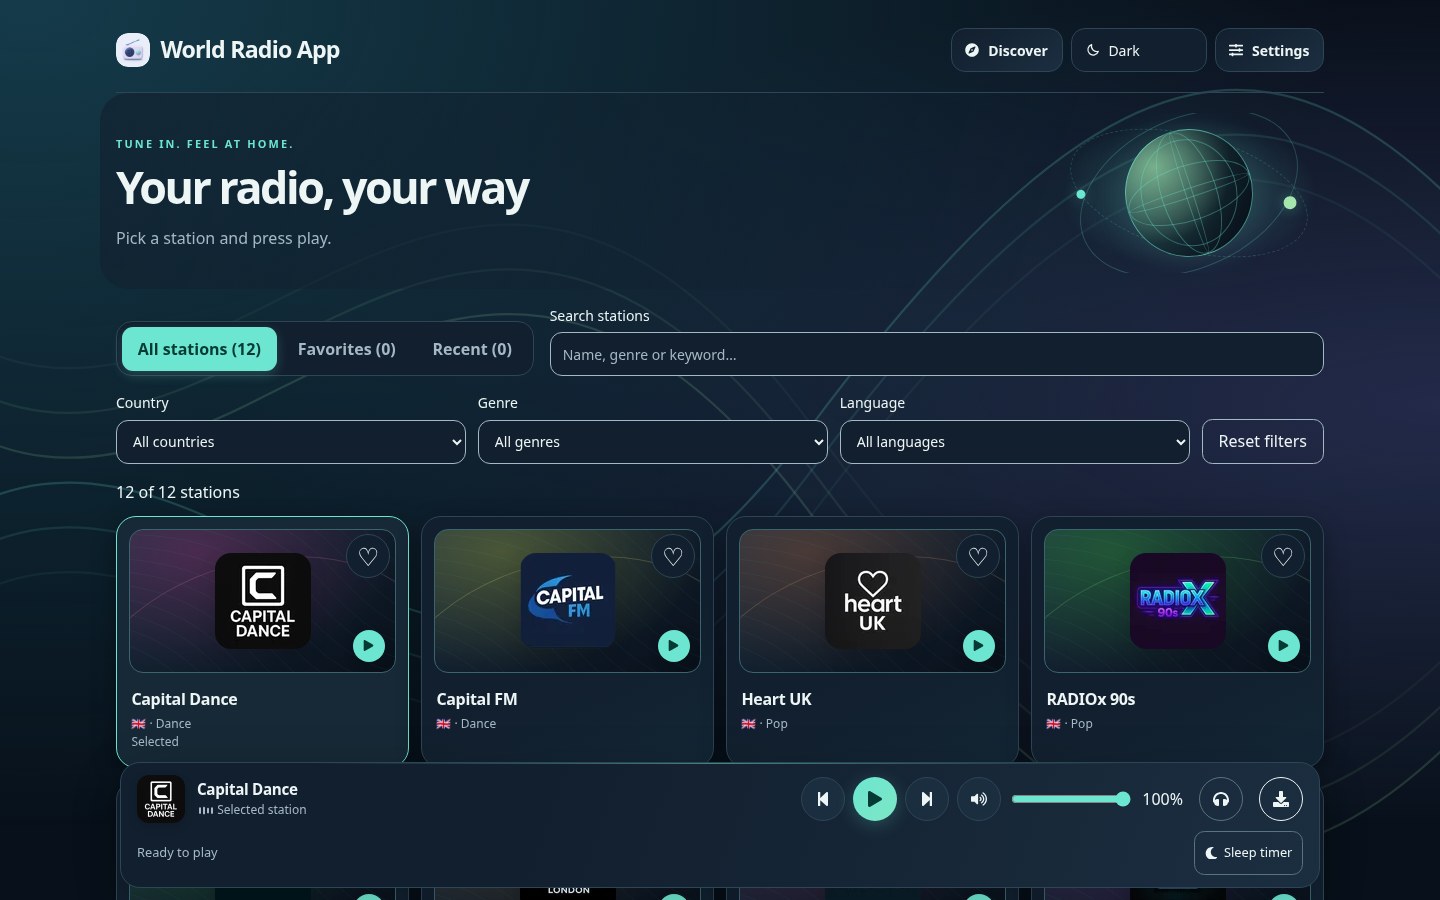 World Radio App
Discover
Dark
Settings
TUNE IN. FEEL AT HOME.
Your radio, your way
Pick a station and press play.
All stations (12)
Favorites (0)
Recent (0)
Search stations
Name, genre or keyword...
Country
Genre
Language
All countries
All genres
All languages
Reset filters
12 of 12 stations
CAPITAL
DANCE
CAPITAL
FM
heart
UK
RADIOX
90s
Capital Dance
🇬🇧 · Dance
Selected
Capital FM
🇬🇧 · Dance
Heart UK
🇬🇧 · Pop
RADIOx 90s
🇬🇧 · Pop
CAPITAL
DANCE
Capital Dance
Selected station
100%
Ready to play
Sleep timer
LONDON